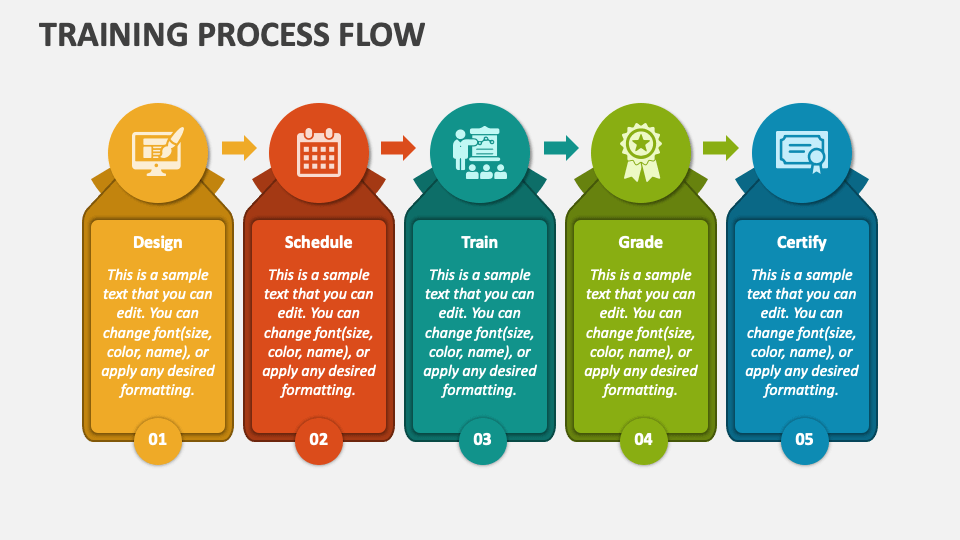 TRAINING PROCESS FLOW
Design
This is a sample
text that you can
edit. You can
change font(size,
color, name), or
apply any desired
formatting.
01
Schedule
This is a sample
text that you can
edit. You can
change font(size,
color, name), or
apply any desired
formatting.
02
Train
This is a sample
text that you can
edit. You can
change font(size,
color, name), or
apply any desired
formatting.
03
Grade
This is a sample
text that you can
edit. You can
change font(size,
color, name), or
apply any desired
formatting.
04
Certify
This is a sample
text that you can
edit. You can
change font(size,
color, name), or
apply any desired
formatting.
05